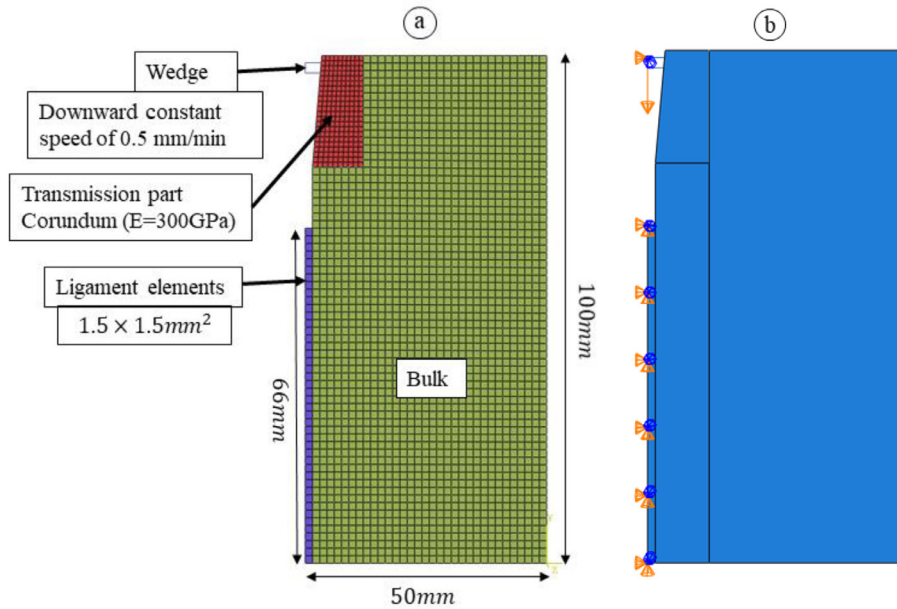 a
b
Wedge
Downward constant
speed of 0.5 mm/min
Transmission part
Corundum (E=300GPa)
Ligament elements
1.5 × 1.5mm²
Bulk
66mm
100mm
50mm
Y
X